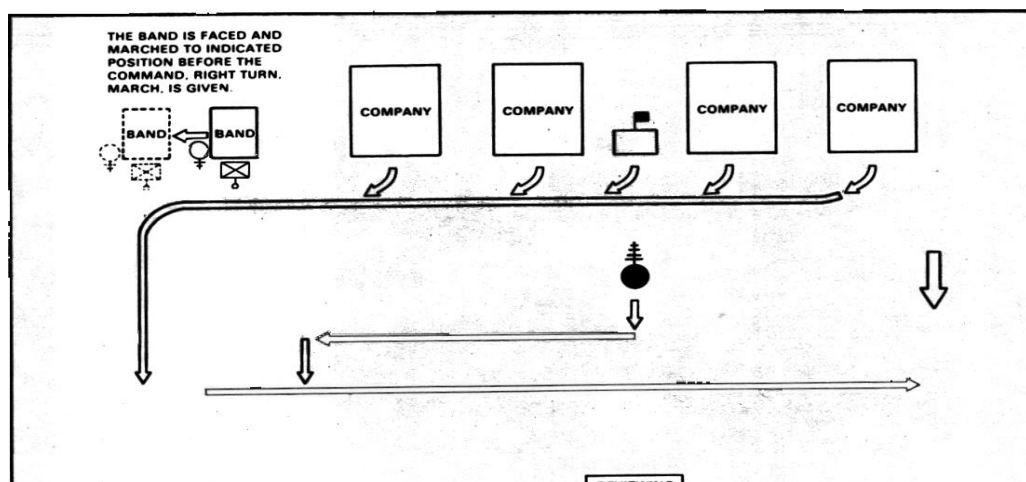 THE BAND IS FACED AND
MARCHED TO INDICATED
POSITION BEFORE THE
COMMAND, RIGHT TURN,
MARCH, IS GIVEN.
COMPANY
COMPANY
COMPANY
COMPANY
BAND
BAND